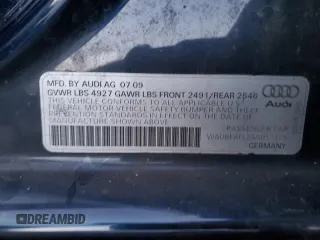 MFD. BY AUDI AG 07 09
GVWR LBS 4927 GAWR LBS FRONT 2491/REAR 2646
THIS VEHICLE CONFORMS TO ALL APPLICABLE U.S.
FEDERAL MOTOR VEHICLE SAFETY BUMPER AND THEFT
PREVENTION STANDARDS IN EFFECT ON THE DATE OF
MANUFACTURE SHOWN ABOVE
Audi
PASSENGER CAR
GERMANY
DREAMBID